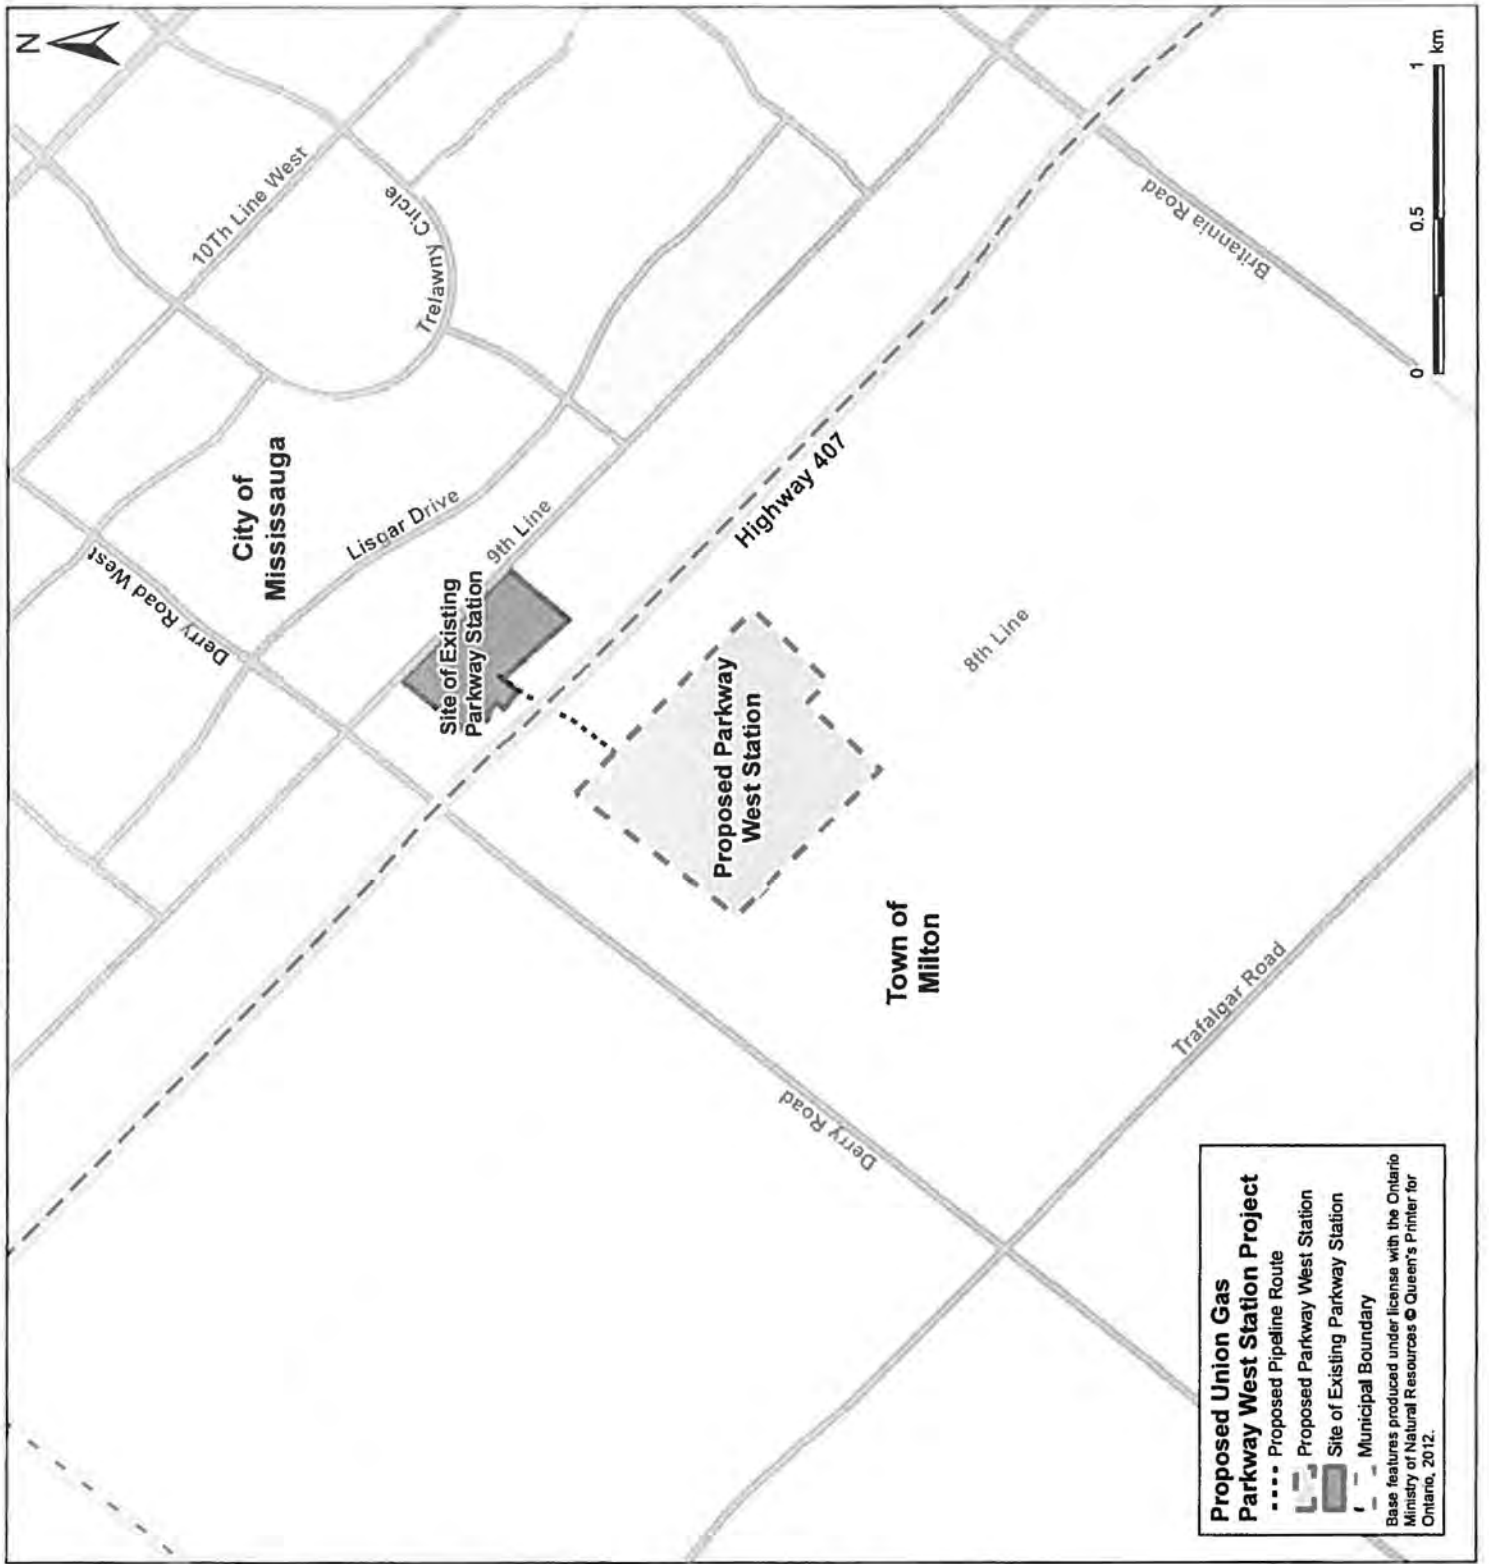 N
10Th Line West
Trelawny Circle
City of
Mississauga
Derry Road West
Lisgar Drive
9th Line
Site of Existing
Parkway Station
Highway 407
Britannia Road
Proposed Parkway
West Station
8th Line
Town of
Milton
Derry Road
Trafalgar Road
0 0.5 1 km
Proposed Union Gas
Parkway West Station Project
Proposed Pipeline Route
Proposed Parkway West Station
Site of Existing Parkway Station
Municipal Boundary
Base features produced under license with the Ontario
Ministry of Natural Resources © Queen's Printer for
Ontario, 2012.